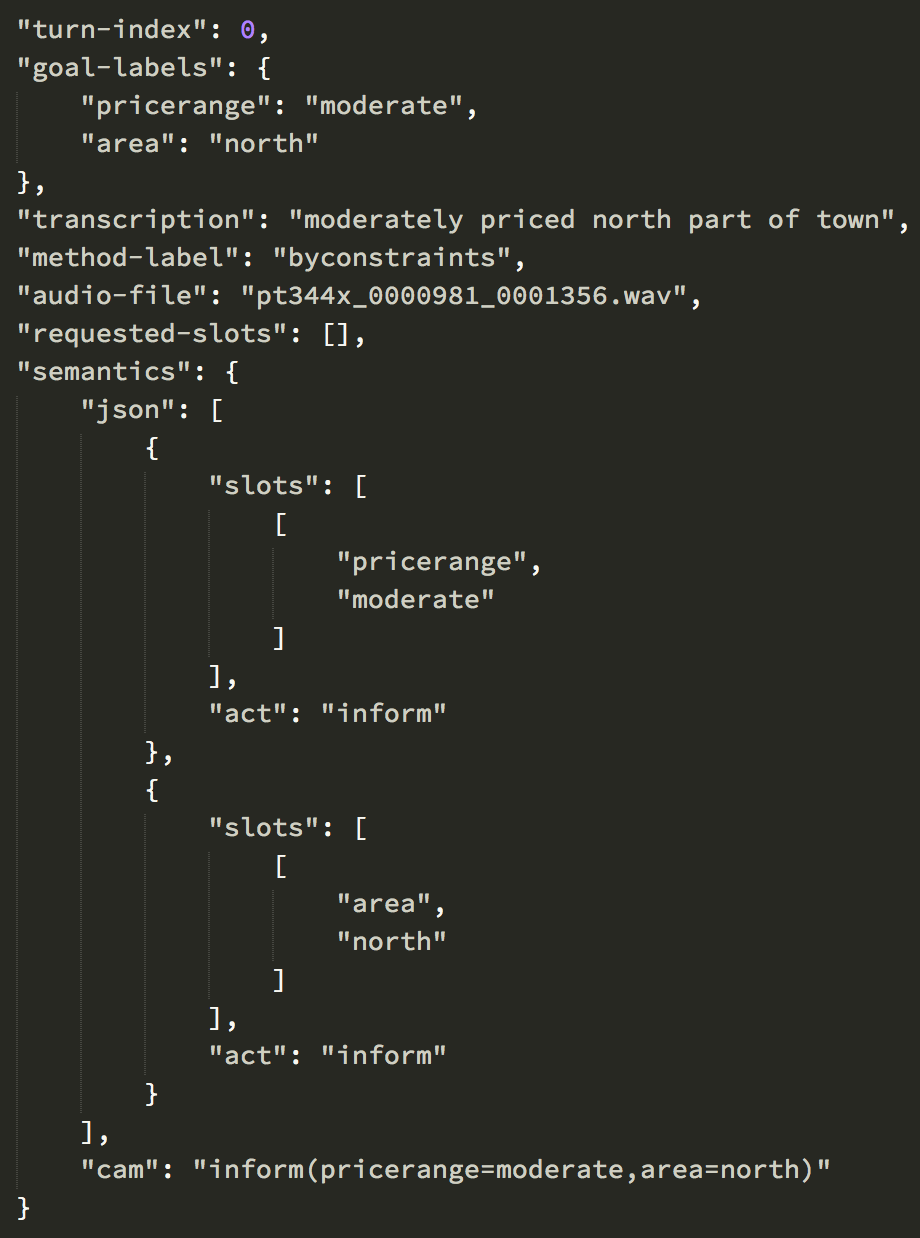 "turn-index": 0,
"goal-labels": {
"pricerange": "moderate",
"area": "north"
},
"transcription": "moderately priced north part of town",
"method-label": "byconstraints",
"audio-file": "pt344x_0000981_0001356.wav",
"requested-slots": [],
"semantics": {
"json": [
{
"slots": [
[
"pricerange",
"moderate"
]
],
"act": "inform"
},
{
"slots": [
[
"area",
"north"
]
],
"act": "inform"
}
],
"cam": "inform(pricerange=moderate,area=north)"
}